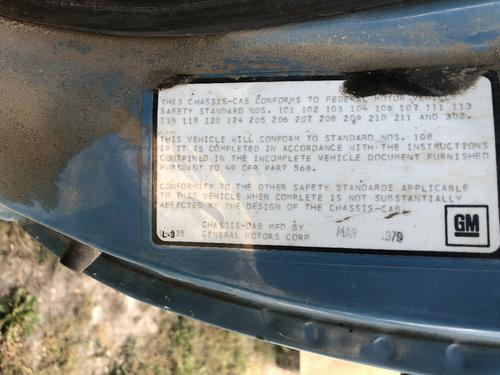 THIS CHASSIS-CAB CONFORMS TO FEDERAL MOTOR VEHICLE
SAFETY STANDARD NOS. 101 102 103 104 106 107 111 113
116 118 120 124 205 206 207 208 209 210 211 AND 302.
THIS VEHICLE WILL CONFORM TO STANDARD NOS. 108
IF IT IS COMPLETED IN ACCORDANCE WITH THE INSTRUCTIONS
CONTAINED IN THE INCOMPLETE VEHICLE DOCUMENT FURNISHED
PURSUANT TO 49 CFR PART 568.
CONFORMITY TO THE OTHER SAFETY STANDARDS APPLICABLE
TO THIS VEHICLE WHEN COMPLETE IS NOT SUBSTANTIALLY
AFFECTED BY THE DESIGN OF THE CHASSIS-CAB.
CHASSIS-CAB MFD BY
L-3 GENERAL MOTORS CORP MAR 1979
GM